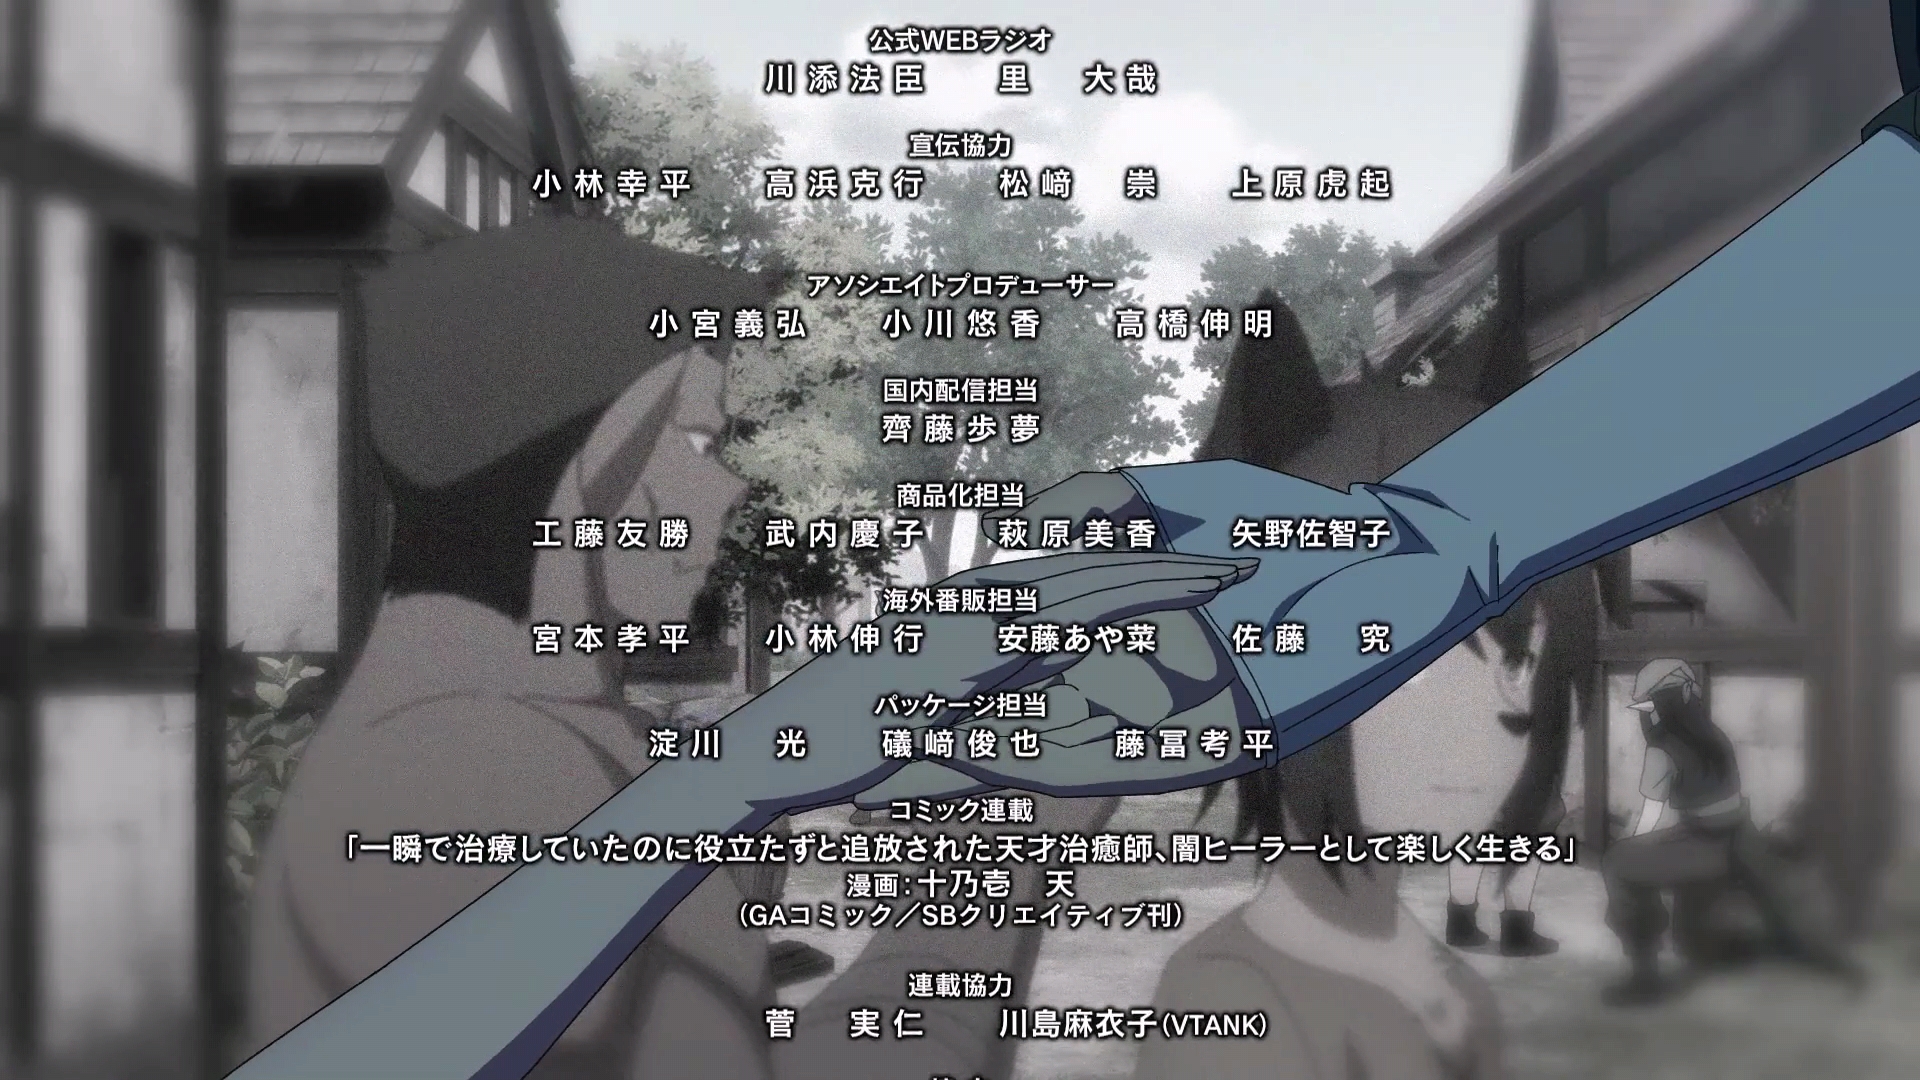 公式WEBラジオ
川添法臣　里　大哉
宣伝協力
小林幸平　高浜克行　松﨑　崇　上原虎起
アソシエイトプロデューサー
小宮義弘　小川悠香　高橋伸明
国内配信担当
齊藤歩夢
商品化担当
工藤友勝　武内慶子　萩原美香　矢野佐智子
海外番販担当
宮本孝平　小林伸行　安藤あや菜　佐藤　究
パッケージ担当
淀川　光　礒﨑俊也　藤冨考平
コミック連載
「一瞬で治療していたのに役立たずと追放された天才治癒師、闇ヒーラーとして楽しく生きる」
漫画：十乃壱　天
（GAコミック／SBクリエイティブ刊）
連載協力
菅　実仁　川島麻衣子（VTANK）